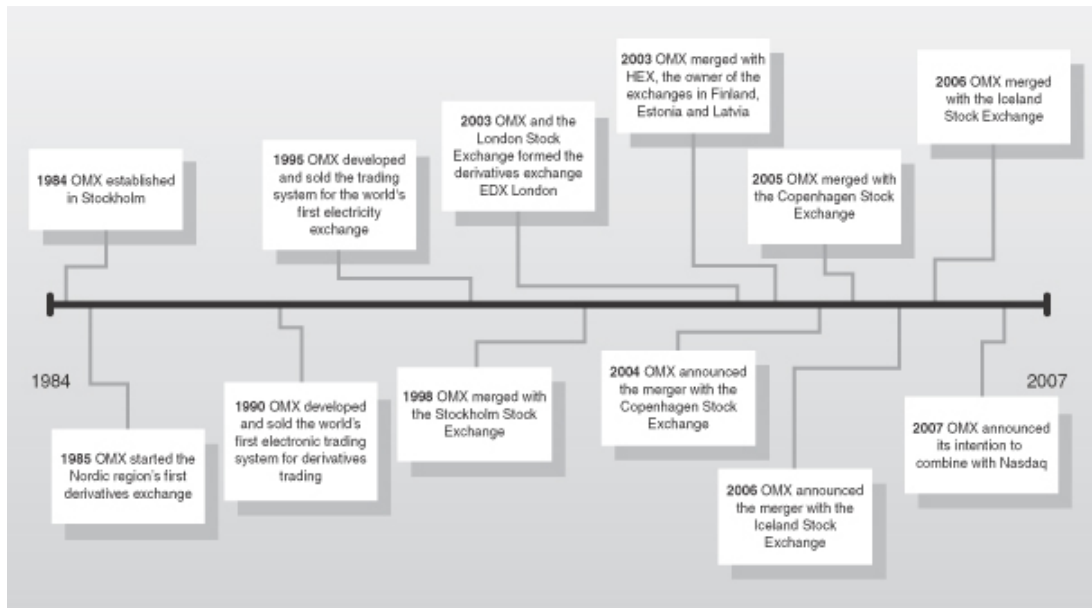 1984 OMX established
in Stockholm
1995 OMX developed
and sold the trading
system for the world's
first electricity
exchange
2003 OMX and the
London Stock
Exchange formed the
derivatives exchange
EDX London
2003 OMX merged with
HEX, the owner of the
exchanges in Finland,
Estonia and Latvia
2005 OMX merged with
the Copenhagen Stock
Exchange
2006 OMX merged
with the Iceland
Stock Exchange
1984
2007
1985 OMX started the
Nordic region's first
derivatives exchange
1990 OMX developed
and sold the world's
first electronic trading
system for derivatives
trading
1998 OMX merged with
the Stockholm Stock
Exchange
2004 OMX announced
the merger with the
Copenhagen Stock
Exchange
2006 OMX announced
the merger with the
Iceland Stock
Exchange
2007 OMX announced
its intention to
combine with Nasdaq